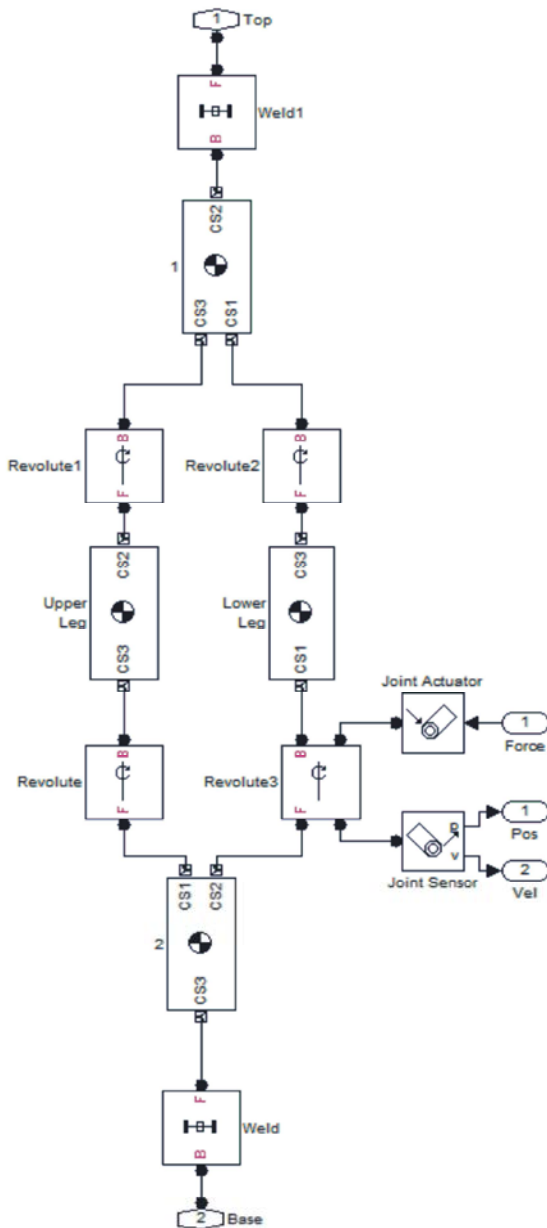 1 Top
F
Weld1
B
CS2
1
CS3 CS1
B B
Revolute1 Revolute2
F F
CS2 CS3
Upper Lower
Leg Leg
CS3 CS1
Joint Actuator
1
Force
B B
Revolute Revolute3
F F
p 1
Pos
v 2
Vel
Joint Sensor
CS1 CS2
2
CS3
F
Weld
B
2 Base